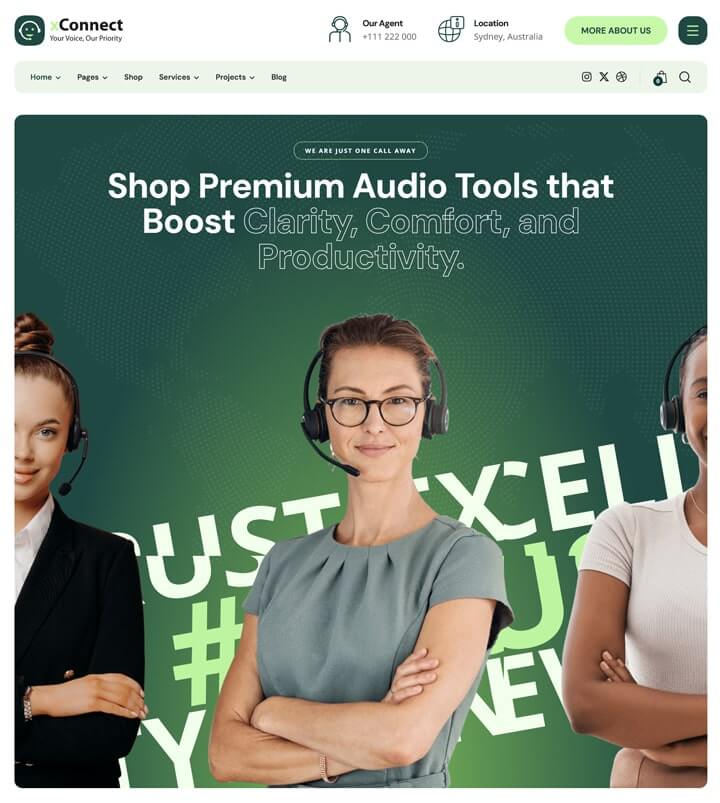 xConnect
Your Voice, Our Priority
Our Agent
+111 222 000
Location
Sydney, Australia
MORE ABOUT US
Home
Pages
Shop
Services
Projects
Blog
0
WE ARE JUST ONE CALL AWAY
Shop Premium Audio Tools that
Boost Clarity, Comfort, and
Productivity.